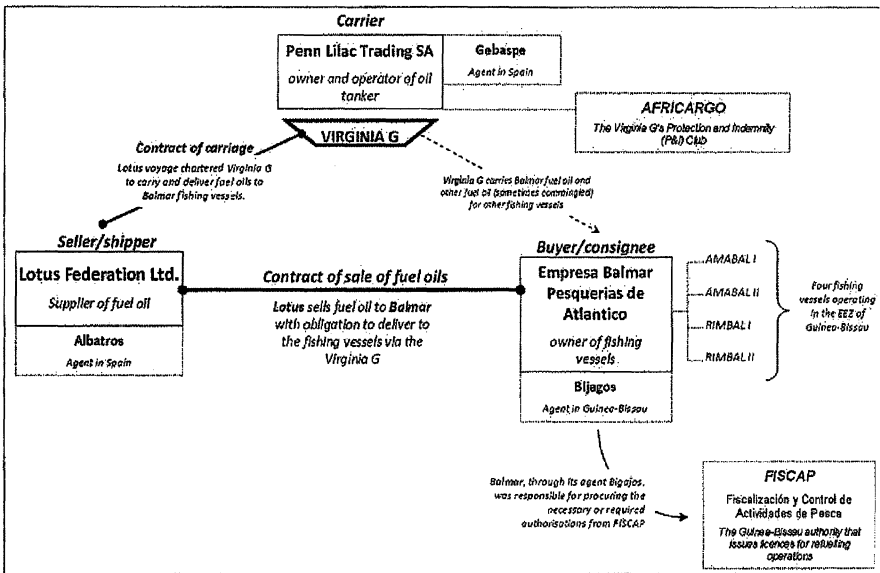 Carrier
Penn Lilac Trading SA
owner and operator of oil
tanker
Gebaspe
Agent in Spain
AFRICARGO
The Virginia G's Protection and Indemnity
(P&I) Club
VIRGINIA G
Contract of carriage
Lotus voyage chartered Virginia G
to carry and deliver fuel oils to
Balmar fishing vessels.
Virginia G carries Balmar fuel oil and
other fuel oil (sometimes commingled)
for other fishing vessels
Seller/shipper
Lotus Federation Ltd.
Supplier of fuel oil
Albatros
Agent in Spain
Contract of sale of fuel oils
Lotus sells fuel oil to Balmar
with obligation to deliver to
the fishing vessels via the
Virginia G
Buyer/consignee
Empresa Balmar
Pesquerias de
Atlantico
owner of fishing
vessels
Bijagos
Agent in Guinea-Bissau
AMABAL I
AMABAL II
RIMBAL I
RIMBAL II
Four fishing
vessels operating
in the EEZ of
Guinea-Bissau
Balmar, through its agent Bigajos,
was responsible for procuring the
necessary or required
authorisations from FISCAP
FISCAP
Fiscalización y Control de
Actividades de Pesca
The Guinea-Bissau authority that
issues licences for refuelling
operations